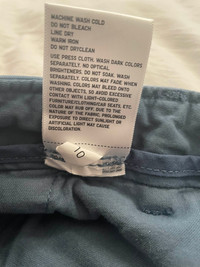 MACHINE WASH COLD
DO NOT BLEACH
LINE DRY
WARM IRON
DO NOT DRYCLEAN
USE PRESS CLOTH. WASH DARK COLORS
SEPARATELY. NO OPTICAL
BRIGHTENERS. DO NOT SOAK. WASH
SEPARATELY. COLORS MAY FADE WHEN
WASHING. COLORS MAY BLEED ONTO
OTHER OBJECTS, SO AVOID EXCESSIVE
CONTACT WITH LIGHT-COLORED
FURNITURE/CLOTHING/CAR SEATS, ETC.
COLOR MAY RUB OFF. DUE TO THE
NATURE OF THE FABRIC, PROLONGED
EXPOSURE TO DIRECT SUNLIGHT OR
ARTIFICIAL LIGHT MAY CAUSE
DISCOLORATION.
10